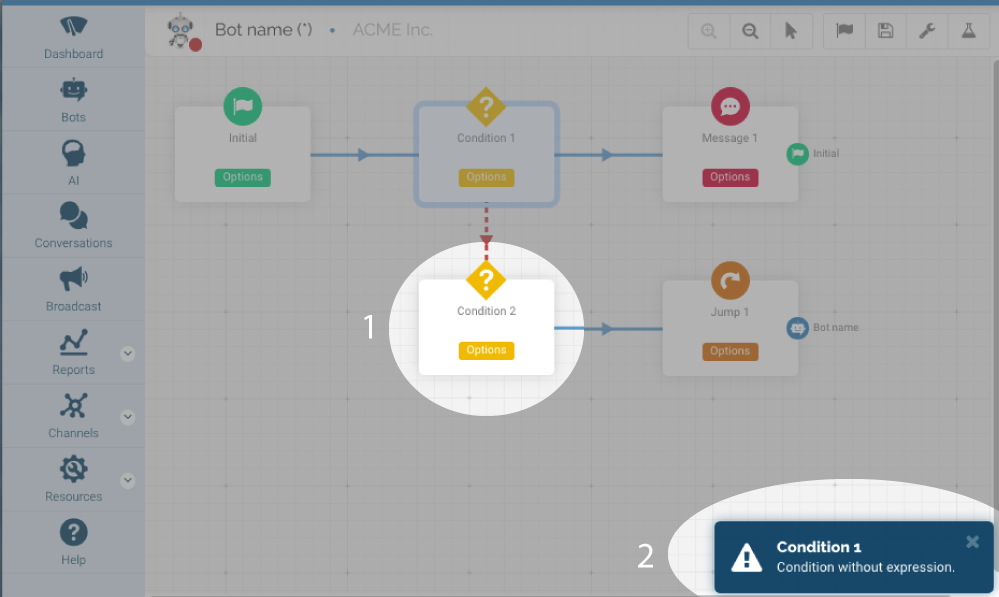 Bot name (*) • ACME Inc.
Dashboard
Bots
AI
Conversations
Broadcast
Reports
Channels
Resources
Help
Initial
Options
Condition 1
Options
Message 1
Options
Initial
1
Condition 2
Options
Jump 1
Options
Bot name
2
Condition 1
Condition without expression.